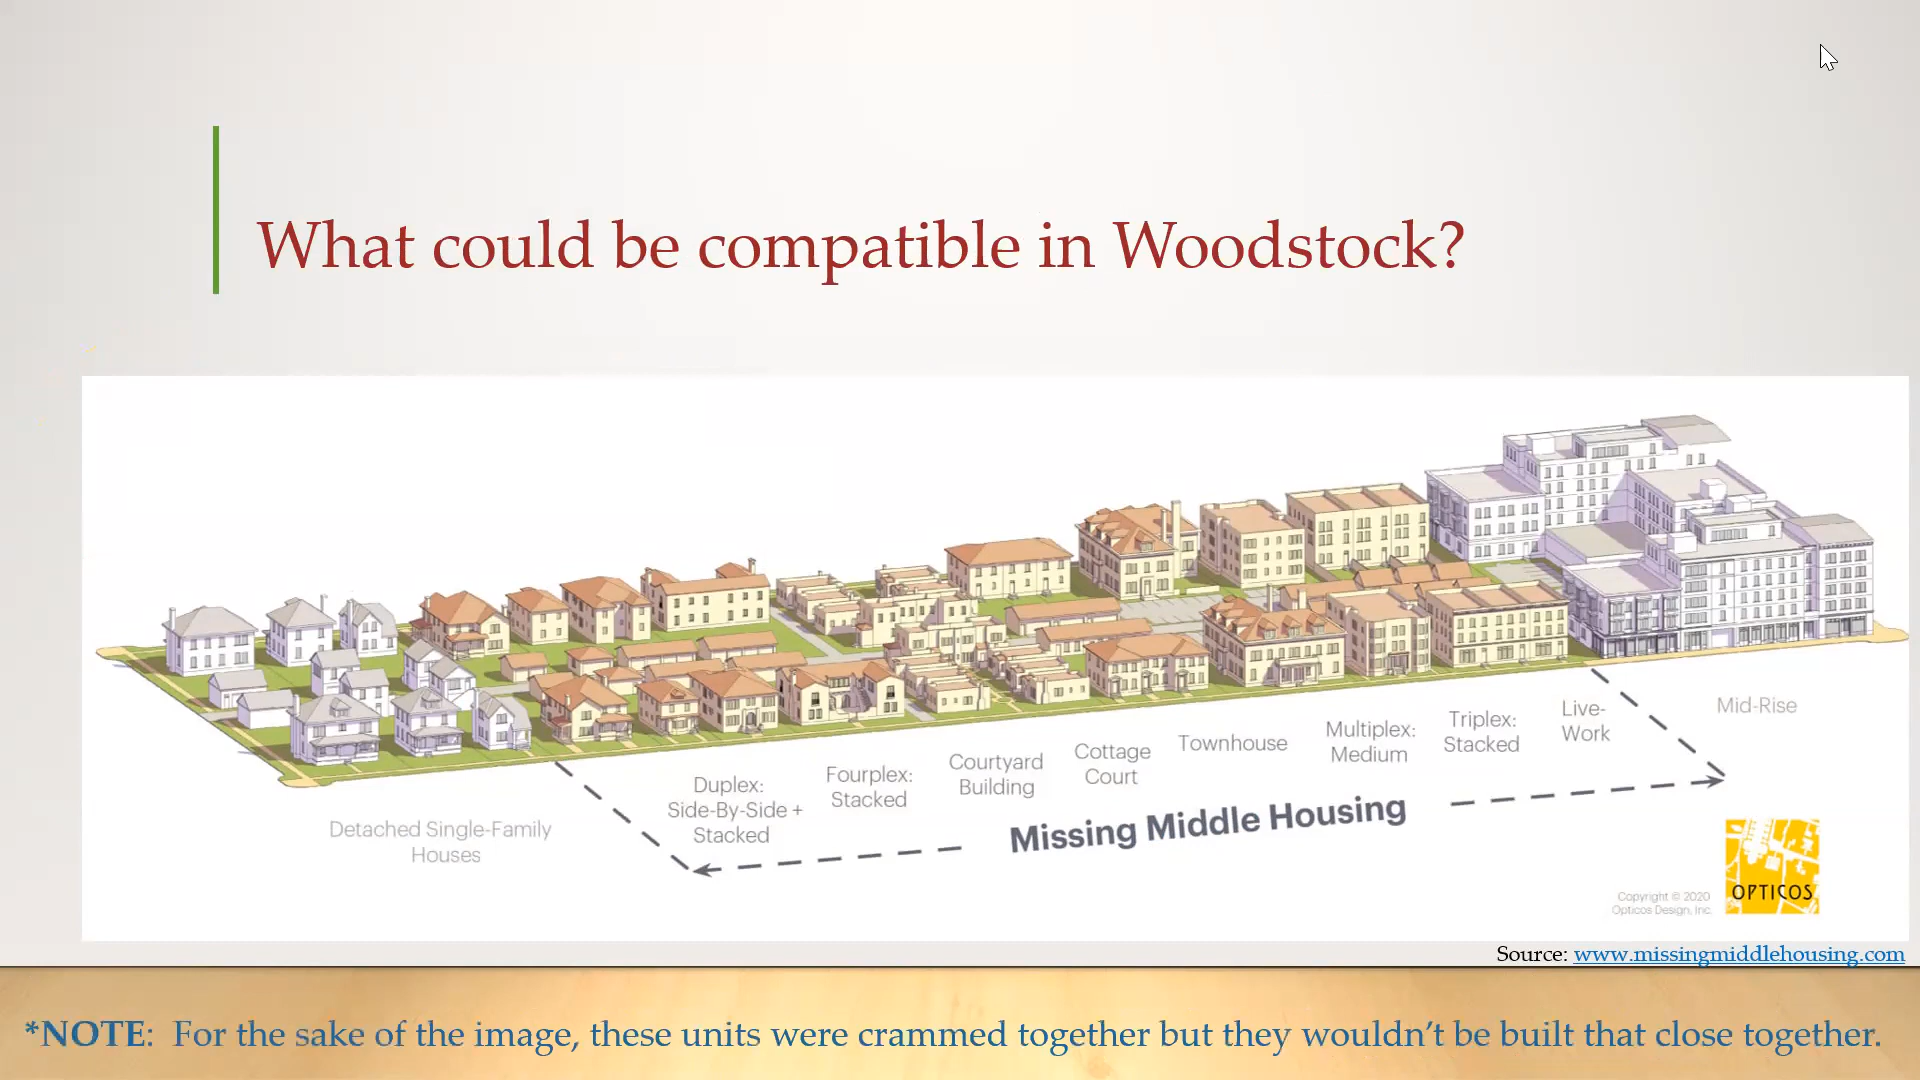 What could be compatible in Woodstock?
Detached Single-Family
Houses
Duplex:
Side-By-Side +
Stacked
Fourplex:
Stacked
Courtyard
Building
Cottage
Court
Townhouse
Multiplex:
Medium
Triplex:
Stacked
Live-
Work
Mid-Rise
Missing Middle Housing
Copyright © 2020
Opticos Design, Inc.
OPTICOS
Source: www.missingmiddlehousing.com
*NOTE:  For the sake of the image, these units were crammed together but they wouldn’t be built that close together.